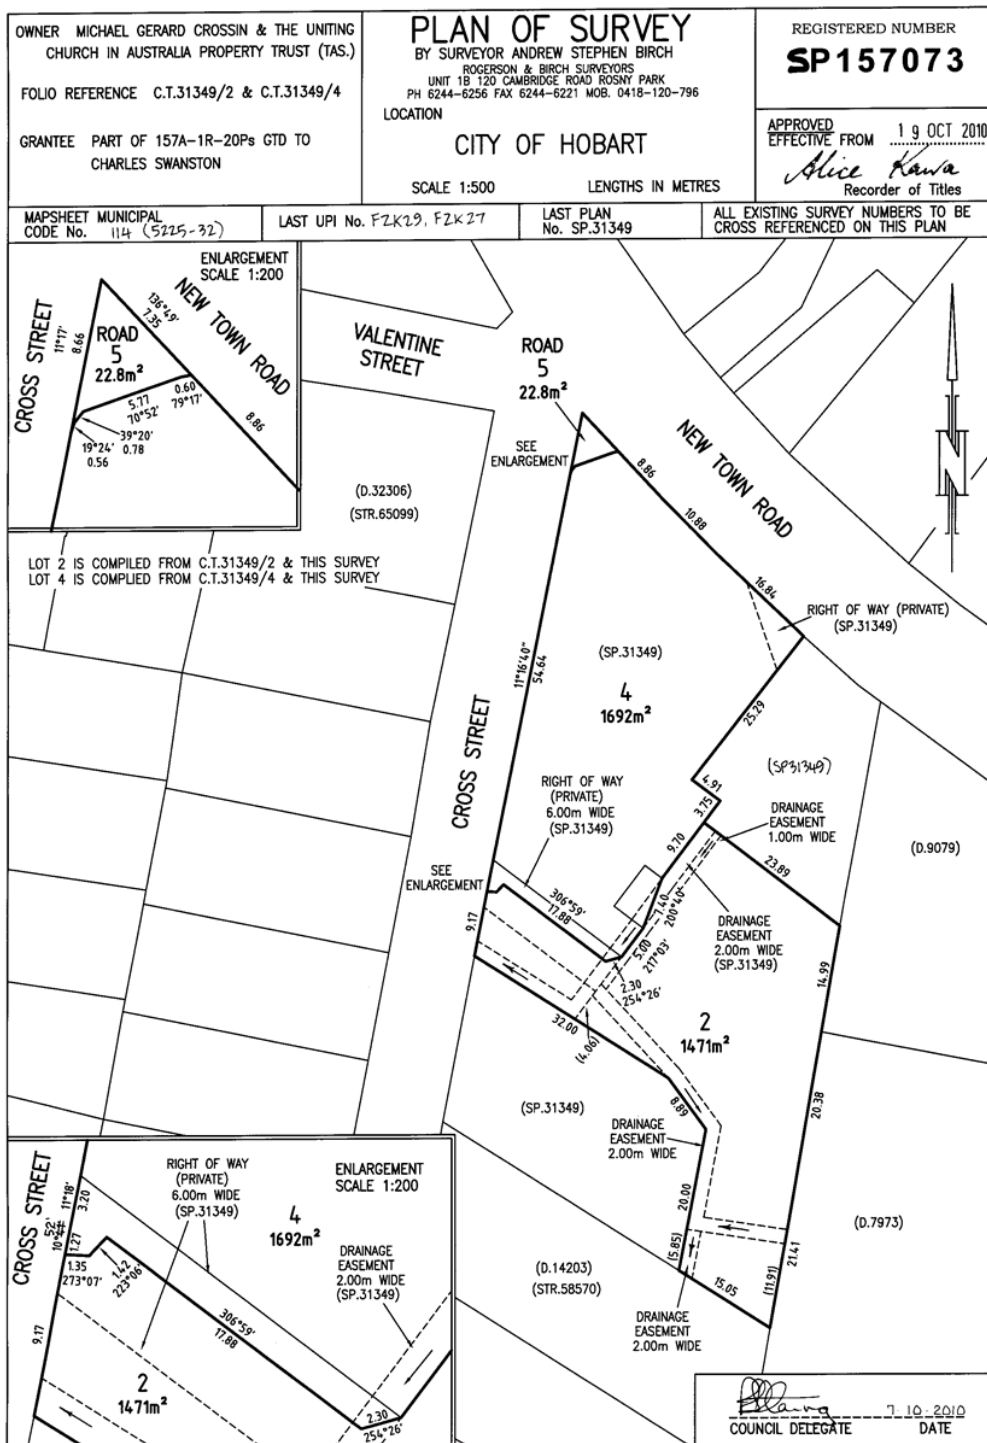 OWNER MICHAEL GERARD CROSSIN & THE UNITING
CHURCH IN AUSTRALIA PROPERTY TRUST (TAS.)
FOLIO REFERENCE C.T.31349/2 & C.T.31349/4
GRANTEE PART OF 157A-1R-20Ps GTD TO
CHARLES SWANSTON
PLAN OF SURVEY
BY SURVEYOR ANDREW STEPHEN BIRCH
ROGERSON & BIRCH SURVEYORS
UNIT 1B 120 CAMBRIDGE ROAD ROSNY PARK
PH 6244-6256 FAX 6244-6221 MOB. 0418-120-796
LOCATION
CITY OF HOBART
SCALE 1:500 LENGTHS IN METRES
REGISTERED NUMBER
SP157073
APPROVED
EFFECTIVE FROM 19 OCT 2010
Alice Kawa
Recorder of Titles
MAPSHEET MUNICIPAL
CODE No. 114 (5225-32)
LAST UPI No. FZK29, FZK27
LAST PLAN
No. SP.31349
ALL EXISTING SURVEY NUMBERS TO BE
CROSS REFERENCED ON THIS PLAN
ENLARGEMENT
SCALE 1:200
CROSS STREET
11°17'
8.66
ROAD
5
22.8m²
136°49'
7.35
NEW TOWN ROAD
8.86
5.77
70°52'
0.60
79°17'
39°20'
0.78
19°24'
0.56
VALENTINE
STREET
ROAD
5
22.8m²
SEE
ENLARGEMENT
NEW TOWN ROAD
8.86
10.88
16.84
(D.32306)
(STR.65099)
LOT 2 IS COMPILED FROM C.T.31349/2 & THIS SURVEY
LOT 4 IS COMPLIED FROM C.T.31349/4 & THIS SURVEY
RIGHT OF WAY (PRIVATE)
(SP.31349)
(SP.31349)
4
1692m²
11°16'40"
54.64
25.29
CROSS STREET
(SP31349)
4.91
3.75
RIGHT OF WAY
(PRIVATE)
6.00m WIDE
(SP.31349)
DRAINAGE
EASEMENT
1.00m WIDE
(D.9079)
9.70
23.89
SEE
ENLARGEMENT
306°59'
17.88
7.40
200°40'
9.17
DRAINAGE
EASEMENT
2.00m WIDE
(SP.31349)
5.00
217°03'
2.30
254°26'
14.99
32.00
(4.06)
2
1471m²
(SP.31349)
8.89
20.38
DRAINAGE
EASEMENT
2.00m WIDE
20.00
(D.7973)
(5.85)
21.41
(11.91)
15.05
(D.14203)
(STR.58570)
DRAINAGE
EASEMENT
2.00m WIDE
CROSS STREET
11°18'
3.20
52'
1.27
RIGHT OF WAY
(PRIVATE)
6.00m WIDE
(SP.31349)
ENLARGEMENT
SCALE 1:200
4
1692m²
1.35
273°07'
1.42
223°06'
DRAINAGE
EASEMENT
2.00m WIDE
(SP.31349)
306°59'
17.88
9.17
2
1471m²
2.30
254°26'
7-10-2010
COUNCIL DELEGATE DATE